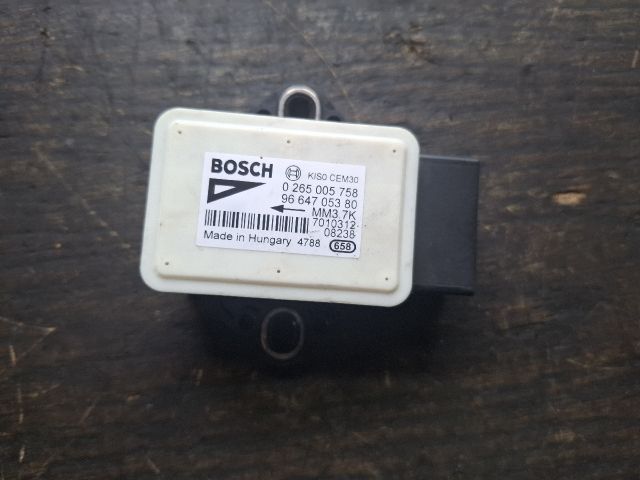 BOSCH KIS0 CEM30
0 265 005 758
96 647 053 80
MM3.7K
7010312
08238
Made in Hungary 4788 658